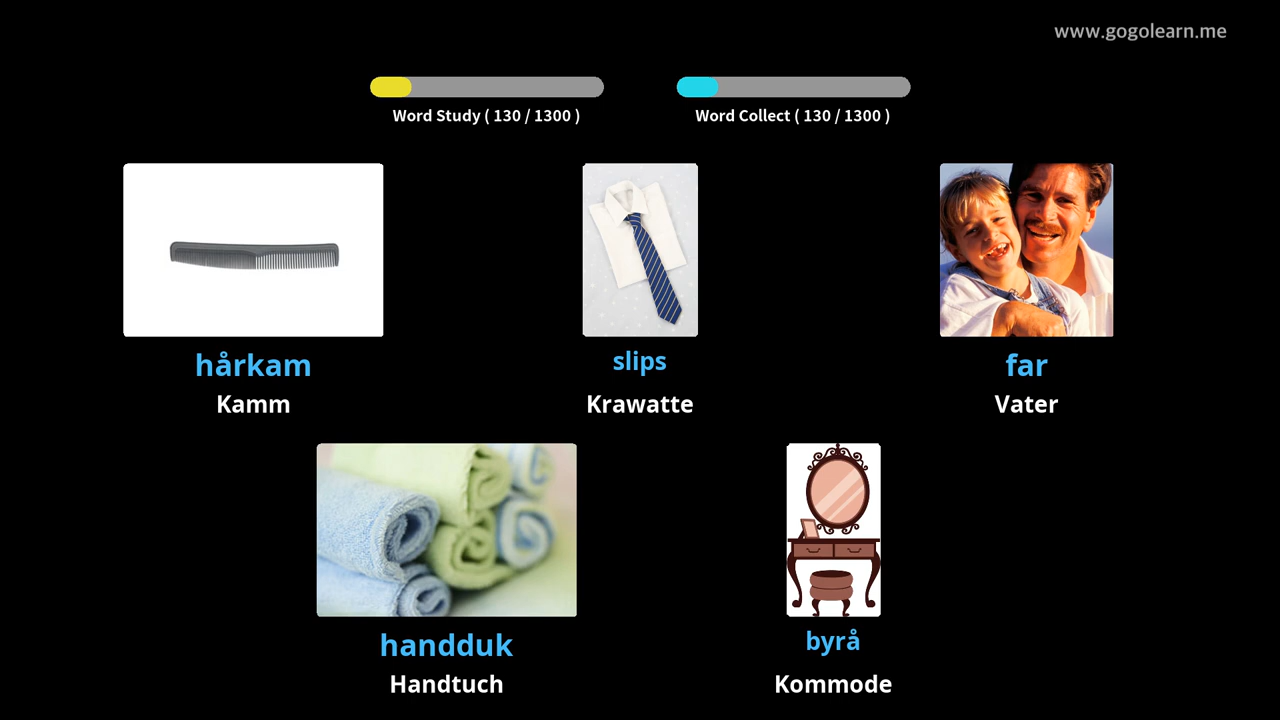 www.gogolearn.me
Word Study ( 130 / 1300 )
Word Collect ( 130 / 1300 )
hårkam
slips
far
Kamm
Krawatte
Vater
handduk
byrå
Handtuch
Kommode